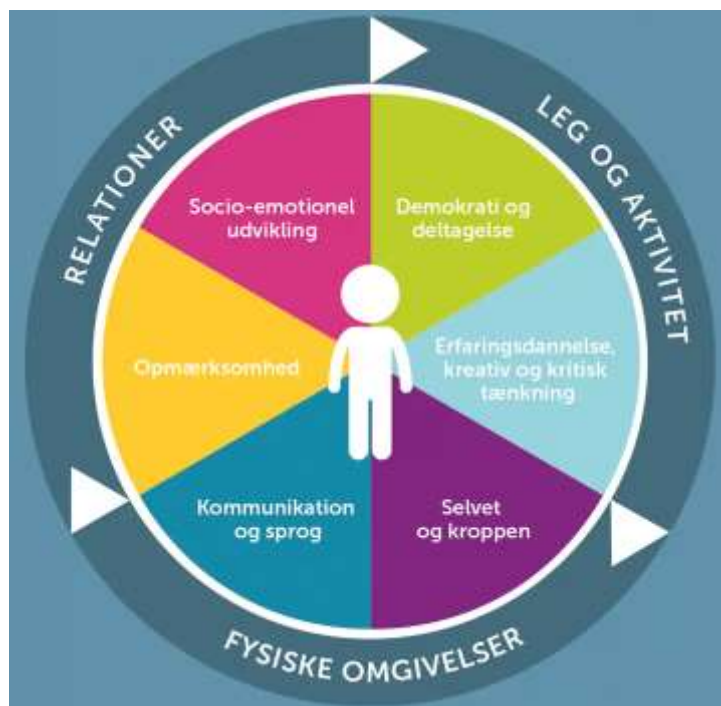 RELATIONER
LEG OG AKTIVITET
Socio-emotionel
udvikling
Demokrati og
deltagelse
Opmærksomhed
Erfaringsdannelse,
kreativ og kritisk
tænkning
Kommunikation
og sprog
Selvet
og kroppen
FYSISKE OMGIVELSER